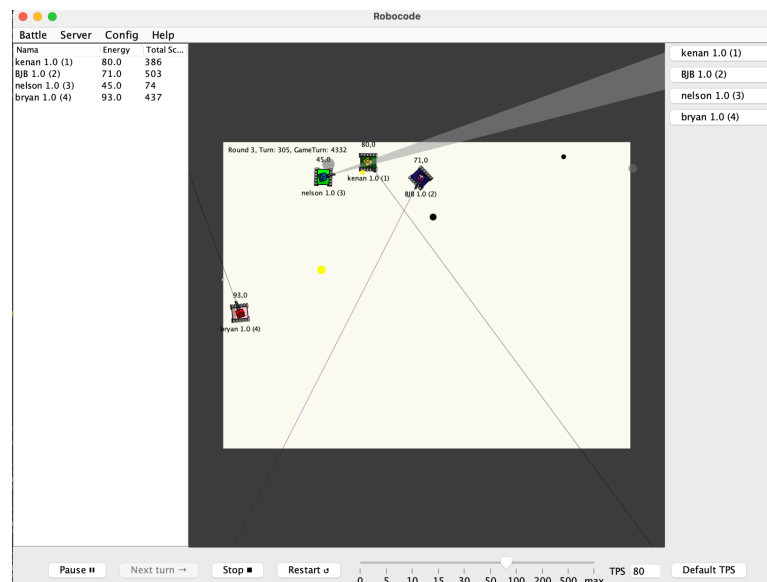 Robocode
Battle Server Config Help
Nama Energy Total Sc...
kenan 1.0 (1) 80.0 386
BJB 1.0 (2) 71.0 503
nelson 1.0 (3) 45.0 74
bryan 1.0 (4) 93.0 437
kenan 1.0 (1)
BJB 1.0 (2)
nelson 1.0 (3)
bryan 1.0 (4)
Round 3, Turn: 305, GameTurn: 4332
80,0
45,0
71,0
kenan 1.0 (1)
nelson 1.0 (3)
BJB 1.0 (2)
93,0
bryan 1.0 (4)
Pause Next turn → Stop Restart ↺
0 5 10 15 30 50 100 200 500 max
TPS 80
Default TPS